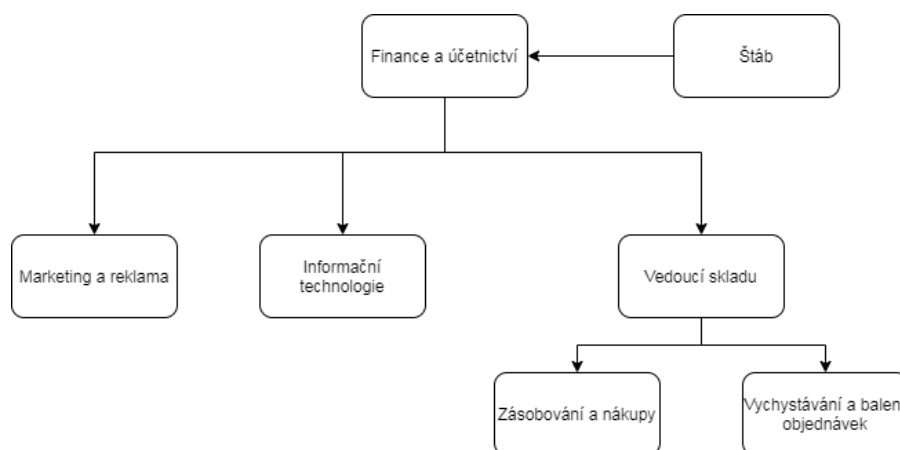 Finance a účetnictví
Štáb
Marketing a reklama
Informační
technologie
Vedoucí skladu
Zásobování a nákupy
Vychystávání a balen
objednávek